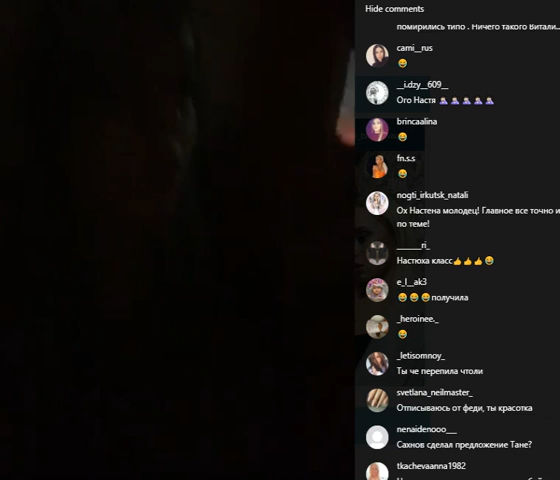 Hide comments
помирились типо . Ничего такого Витали...
cami__rus
😂
__i.dzy__609__
Ого Настя 🤦🏼‍♀️🤦🏼‍♀️🤦🏼‍♀️🤦🏼‍♀️🤦🏼‍♀️
brincaalina
😂
fn.s.s
😂
nogti_irkutsk_natali
Ох Настена молодец! Главное все точно и
по теме!
_ri_
Настюха класс👍👍👍😂
e_l__ak3
😂 😂 😂получила
_heroinee._
😂
_letisomnoy_
Ты че перепила чтоли
svetlana_neilmaster_
Отписываюсь от феди, ты красотка
nenaidenooo___
Сахнов сделал предложение Тане?
tkachevaanna1982